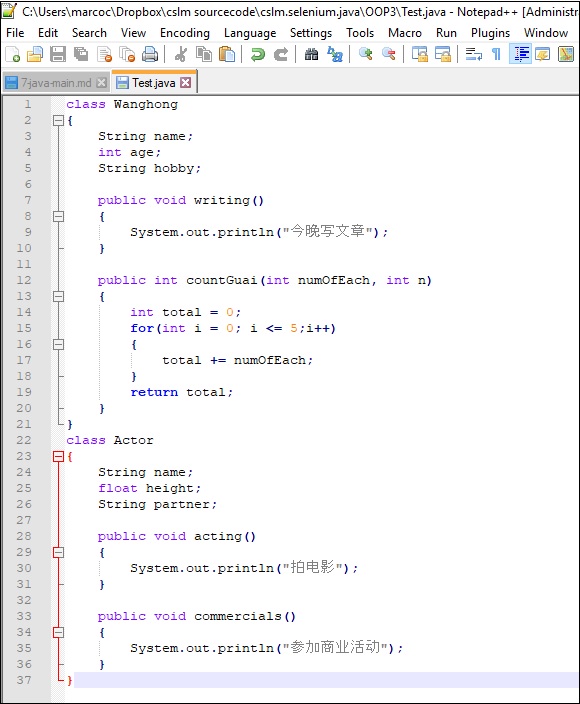 C:\Users\marcoc\Dropbox\cslm sourcecode\cslm.selenium.java\OOP3\Test.java - Notepad++ [Administr
File Edit Search View Encoding Language Settings Tools Macro Run Plugins Window
7-java-main.md Test.java
1 class Wanghong
2 {
3 String name;
4 int age;
5 String hobby;
6
7 public void writing()
8 {
9 System.out.println("今晚写文章");
10 }
11
12 public int countGuai(int numOfEach, int n)
13 {
14 int total = 0;
15 for(int i = 0; i <= 5;i++)
16 {
17 total += numOfEach;
18 }
19 return total;
20 }
21 }
22 class Actor
23 {
24 String name;
25 float height;
26 String partner;
27
28 public void acting()
29 {
30 System.out.println("拍电影");
31 }
32
33 public void commercials()
34 {
35 System.out.println("参加商业活动");
36 }
37 }